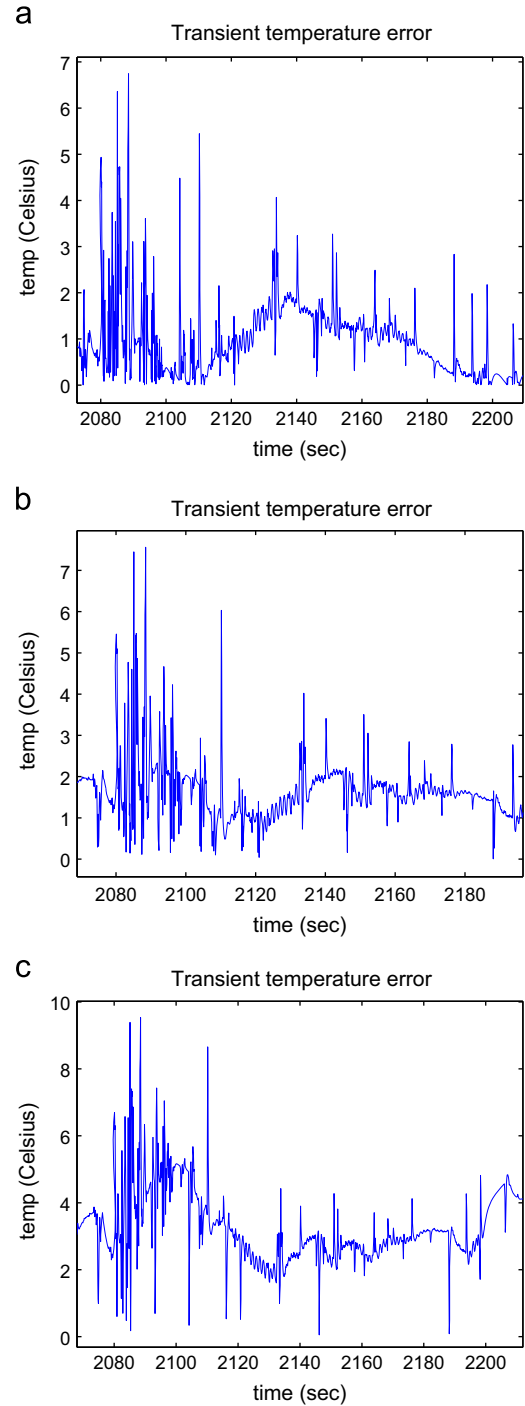 a
Transient temperature error
7
6
5
4
3
2
1
0
temp (Celsius)
2080 2100 2120 2140 2160 2180 2200
time (sec)
b
Transient temperature error
7
6
5
4
3
2
1
0
temp (Celsius)
2080 2100 2120 2140 2160 2180
time (sec)
c
Transient temperature error
10
8
6
4
2
0
temp (Celsius)
2080 2100 2120 2140 2160 2180 2200
time (sec)